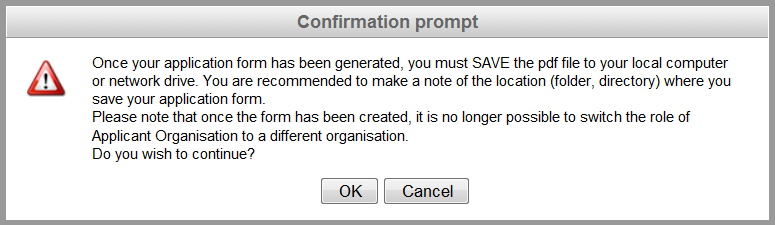 Confirmation prompt
Once your application form has been generated, you must SAVE the pdf file to your local computer
or network drive. You are recommended to make a note of the location (folder, directory) where you
save your application form.
Please note that once the form has been created, it is no longer possible to switch the role of
Applicant Organisation to a different organisation.
Do you wish to continue?
OK Cancel